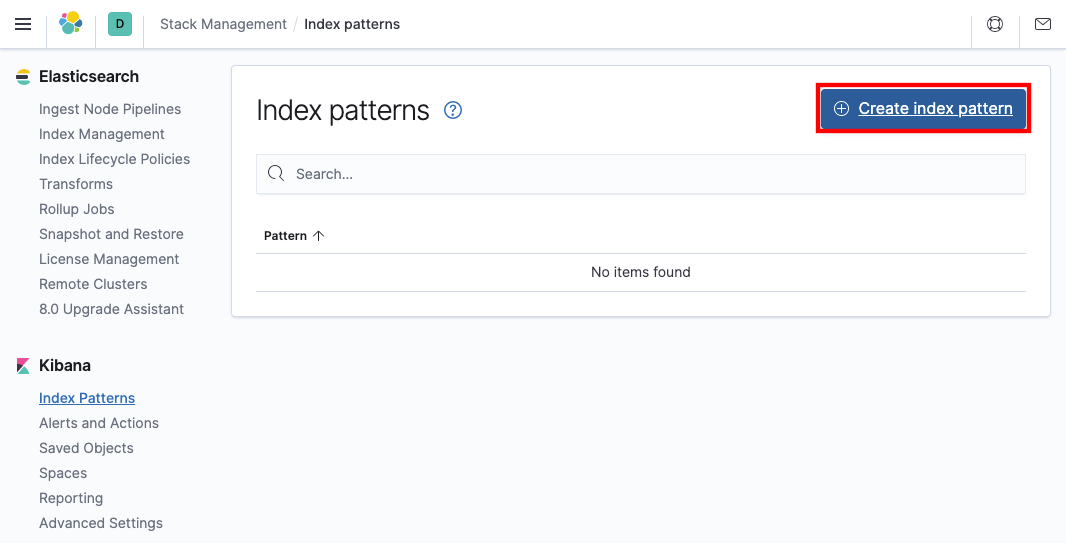 D Stack Management / Index patterns
Elasticsearch
Ingest Node Pipelines
Index Management
Index Lifecycle Policies
Transforms
Rollup Jobs
Snapshot and Restore
License Management
Remote Clusters
8.0 Upgrade Assistant
Kibana
Index Patterns
Alerts and Actions
Saved Objects
Spaces
Reporting
Advanced Settings
Index patterns ?
Create index pattern
Search...
Pattern ↑
No items found